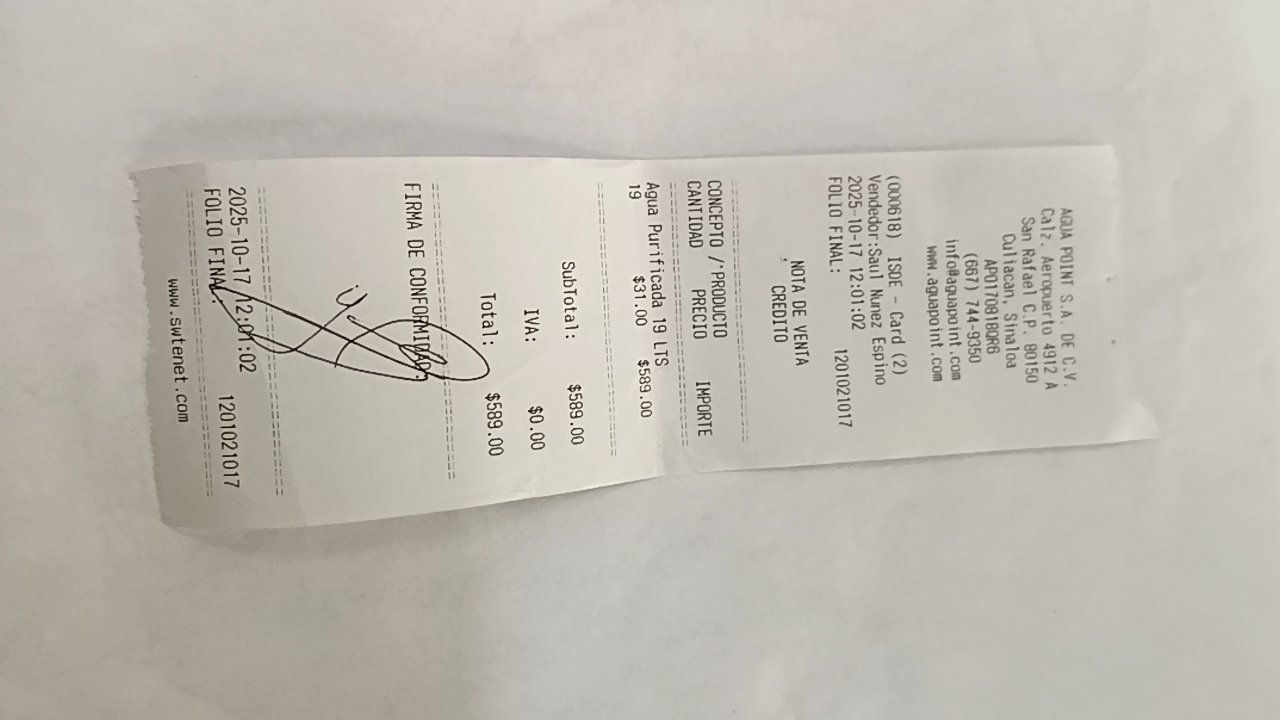 AGUA POINT S.A. DE C.V.
Calz. Aeropuerto 4912 A
San Rafael C.P. 80150
Culiacan, Sinaloa
APO170818QR6
(667) 744-9350
info@aguapoint.com
www.aguapoint.com
(000618) ISDE - Card (2)
Vendedor:Saul Nunez Espino
2025-10-17 12:01:02
FOLIO FINAL: 1201021017
NOTA DE VENTA
CREDITO
CONCEPTO / PRODUCTO
CANTIDAD PRECIO IMPORTE
Agua Purificada 19 LTS
19 $31.00 $589.00
SubTotal: $589.00
IVA: $0.00
Total: $589.00
FIRMA DE CONFORMIDAD
2025-10-17 12:01:02
FOLIO FINAL: 1201021017
www.swtenet.com